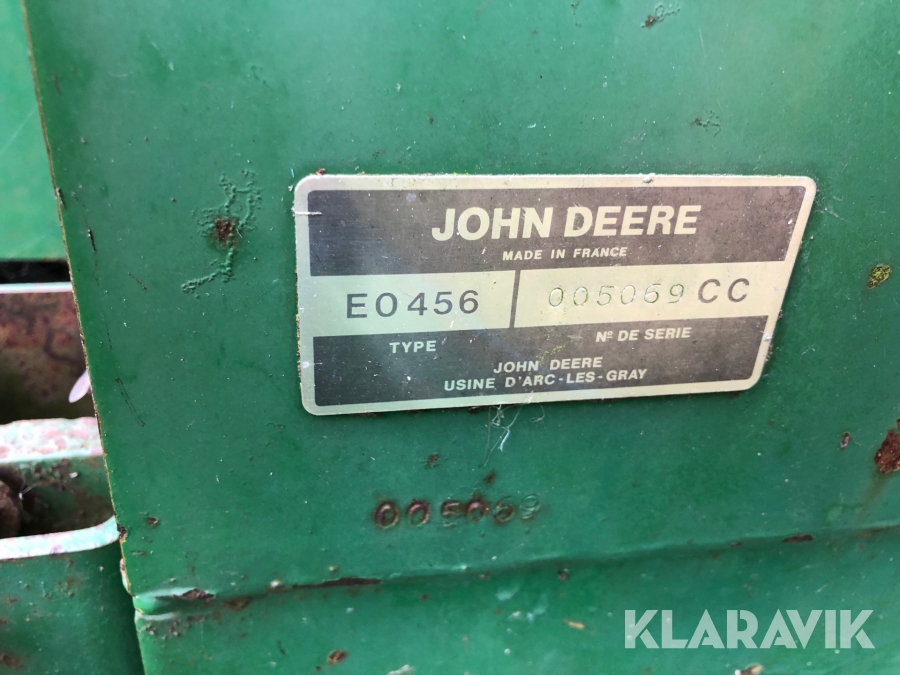 JOHN DEERE
MADE IN FRANCE
E0456 005069 CC
TYPE Nº DE SERIE
JOHN DEERE
USINE D'ARC-LES-GRAY
005069
KLARAVIK